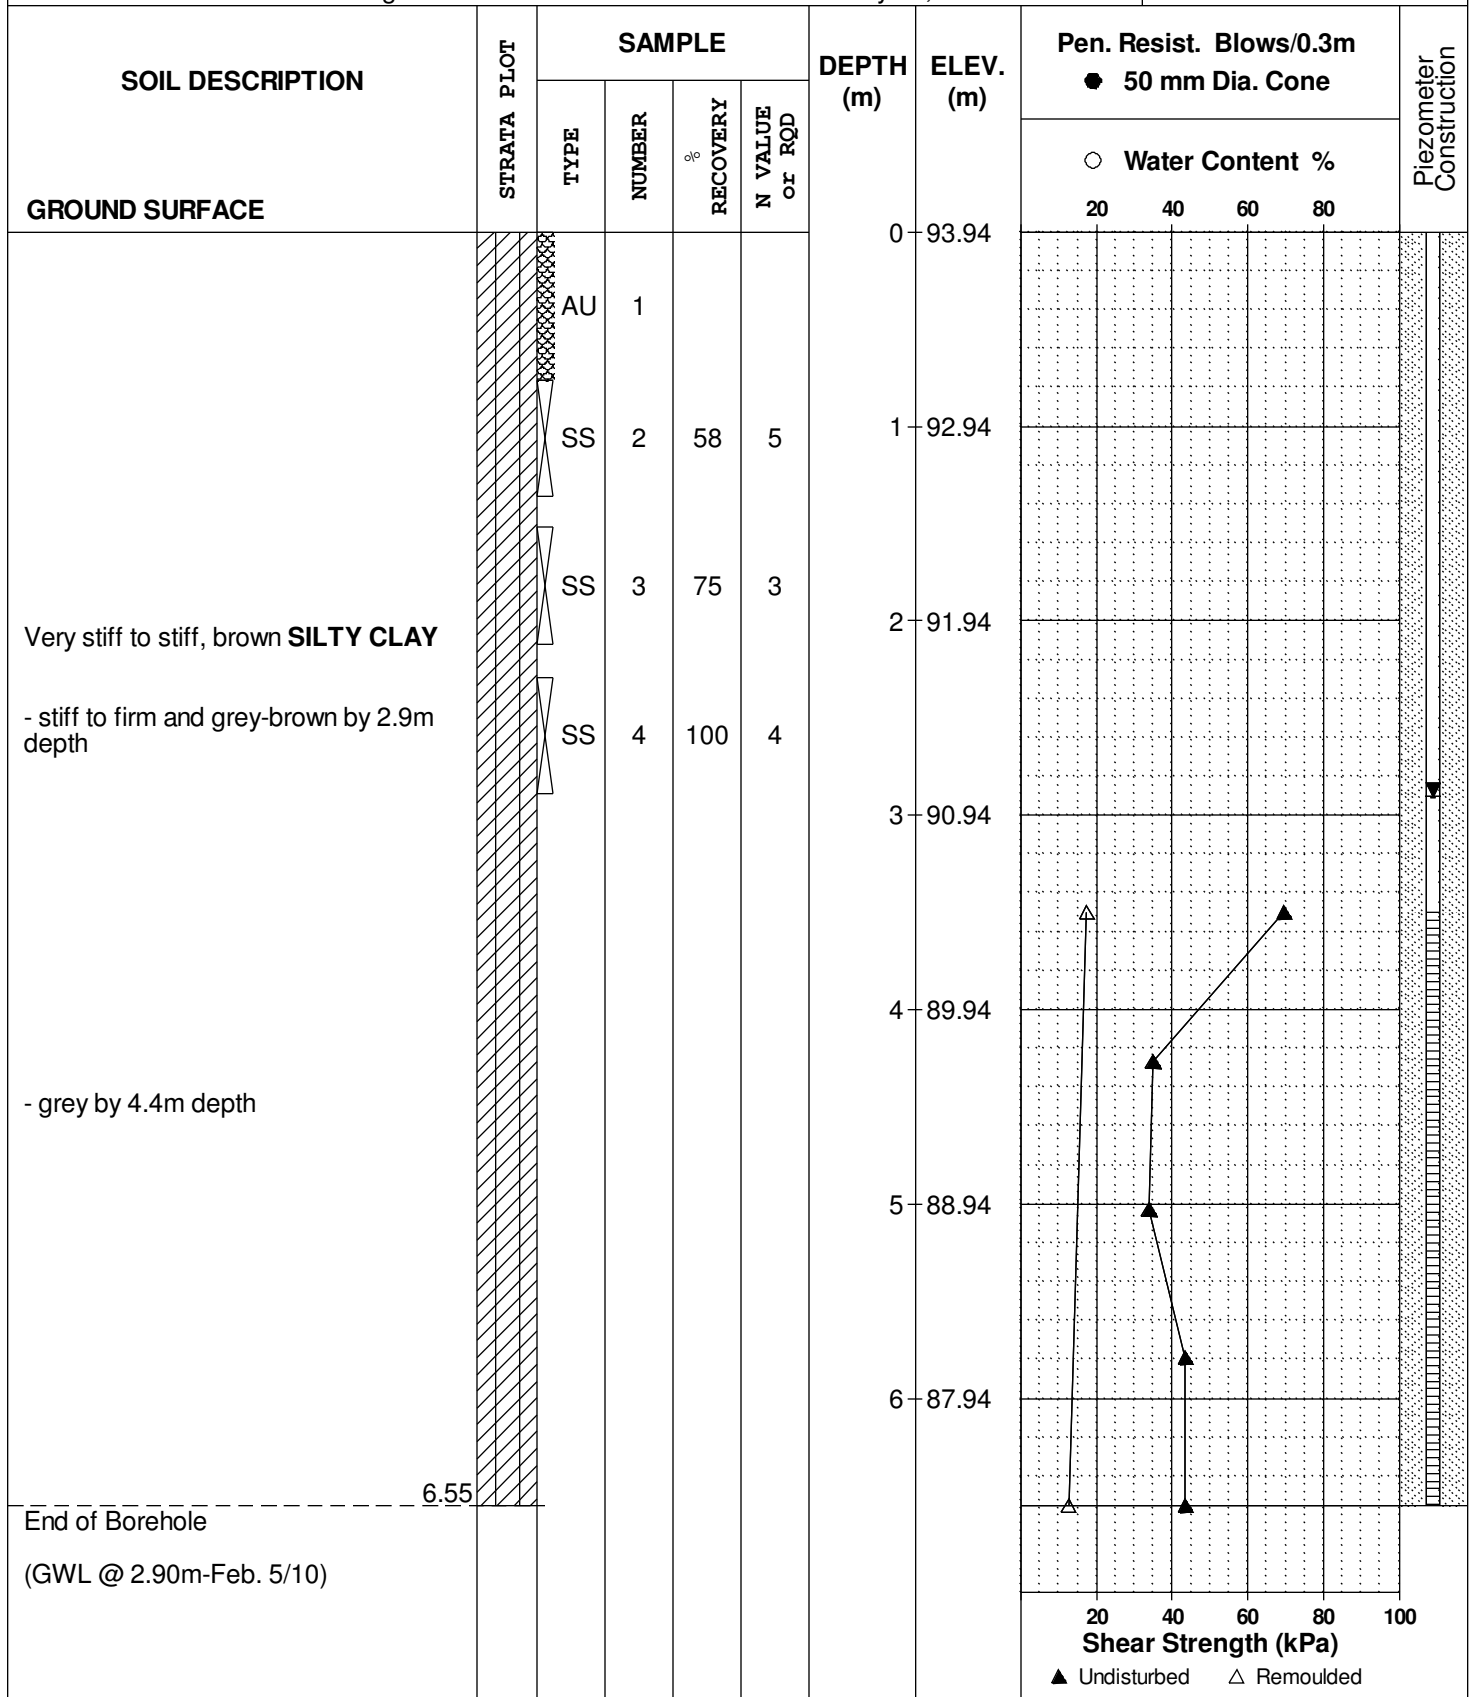 SOIL DESCRIPTION
GROUND SURFACE
STRATA PLOT
SAMPLE
TYPE
NUMBER
%
RECOVERY
N VALUE
or RQD
DEPTH
(m)
ELEV.
(m)
Pen. Resist. Blows/0.3m
● 50 mm Dia. Cone
○ Water Content %
20 40 60 80
Piezometer
Construction
0 93.94
AU 1
SS 2 58 5
1 92.94
SS 3 75 3
2 91.94
Very stiff to stiff, brown SILTY CLAY
- stiff to firm and grey-brown by 2.9m
depth
SS 4 100 4
3 90.94
4 89.94
- grey by 4.4m depth
5 88.94
6 87.94
6.55
End of Borehole
(GWL @ 2.90m-Feb. 5/10)
20 40 60 80 100
Shear Strength (kPa)
▲ Undisturbed △ Remoulded